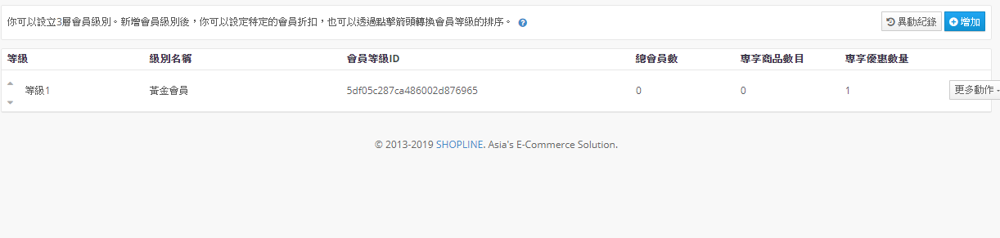 你可以設立3層會員級別。新增會員級別後，你可以設定特定的會員折扣，也可以透過點擊箭頭轉換會員等級的排序。 異動紀錄 增加
等級 級別名稱 會員等級ID 總會員數 專享商品數目 專享優惠數量
等級1 黃金會員 5df05c287ca486002d876965 0 0 1 更多動作
© 2013-2019 SHOPLINE. Asia's E-Commerce Solution.